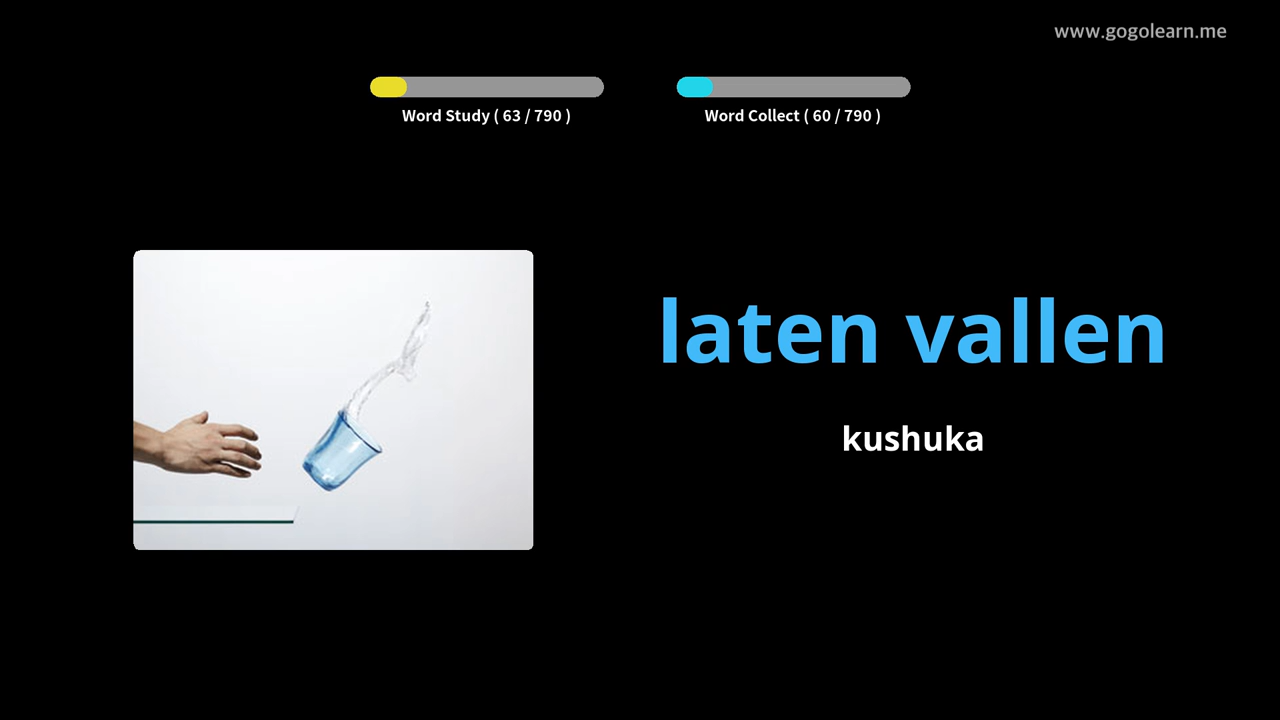 www.gogolearn.me
Word Study ( 63 / 790 )
Word Collect ( 60 / 790 )
laten vallen
kushuka